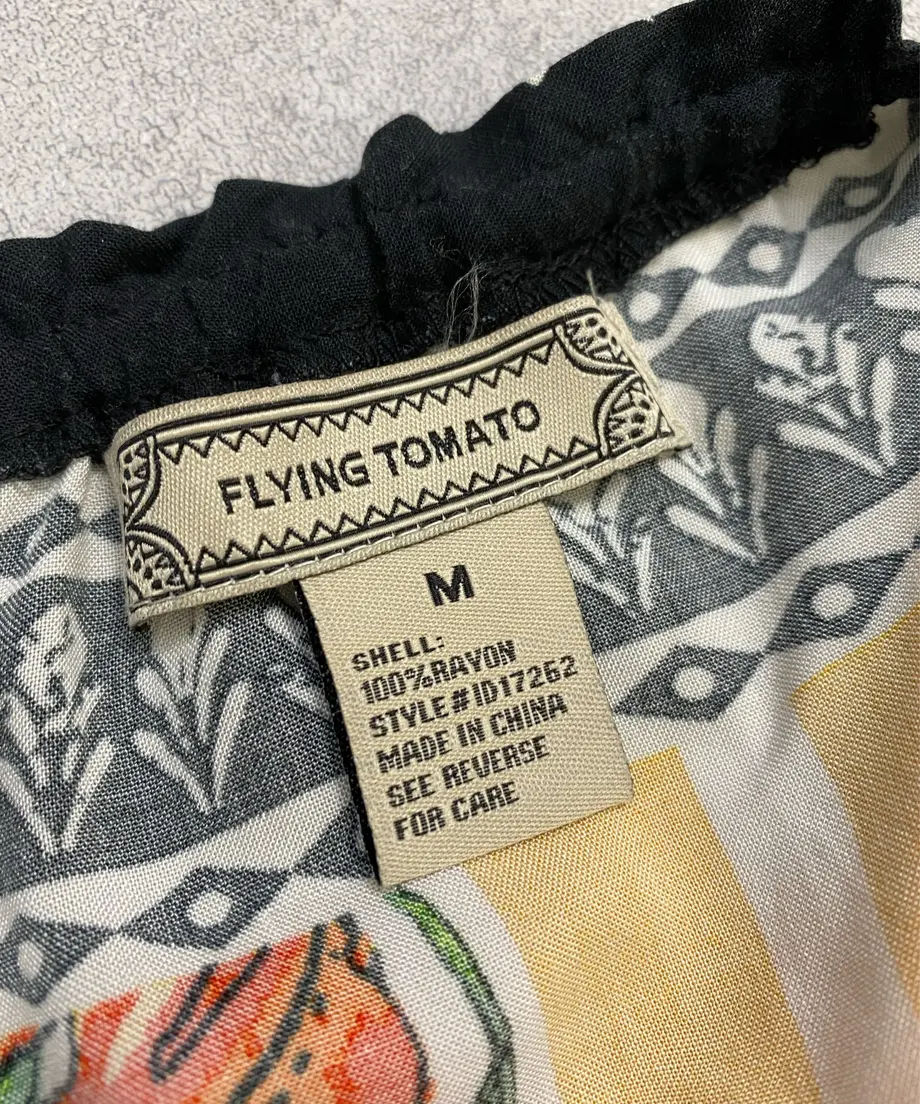 FLYING TOMATO
M
SHELL:
100%RAYON
STYLE#ID17262
MADE IN CHINA
SEE REVERSE
FOR CARE